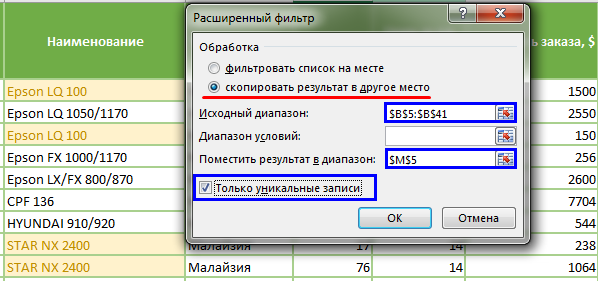 Расширенный фильтр
Наименование
заказа, $
Обработка
фильтровать список на месте
скопировать результат в другое место
Исходный диапазон: $B$5:$B$41
Диапазон условий:
Поместить результат в диапазон: $M$5
Только уникальные записи
ОК Отмена
Epson LQ 100 1500
Epson LQ 1050/1170 2550
Epson LQ 100 150
Epson FX 1000/1170 256
Epson LX/FX 800/870 2600
CPF 136 7704
HYUNDAI 910/920 544
STAR NX 2400 Малайзия 17 14 238
STAR NX 2400 Малайзия 76 14 1064